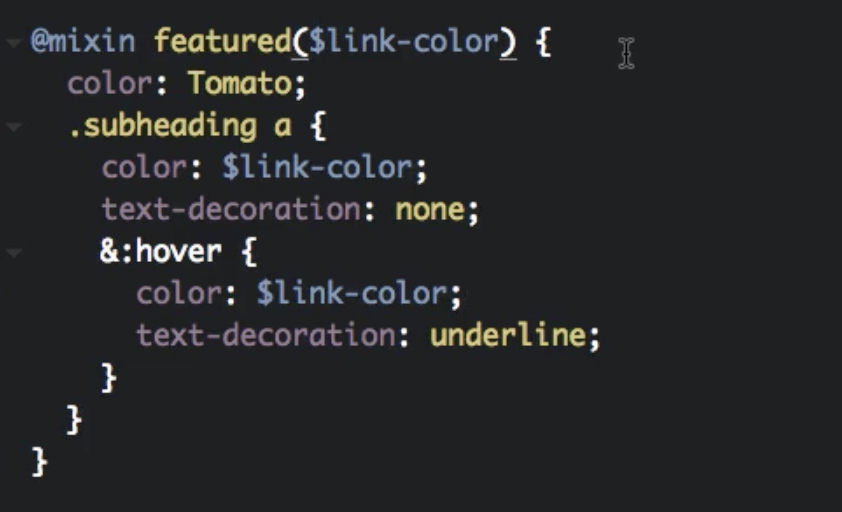 @mixin featured($link-color) {
color: Tomato;
.subheading a {
color: $link-color;
text-decoration: none;
&:hover {
color: $link-color;
text-decoration: underline;
}
}
}